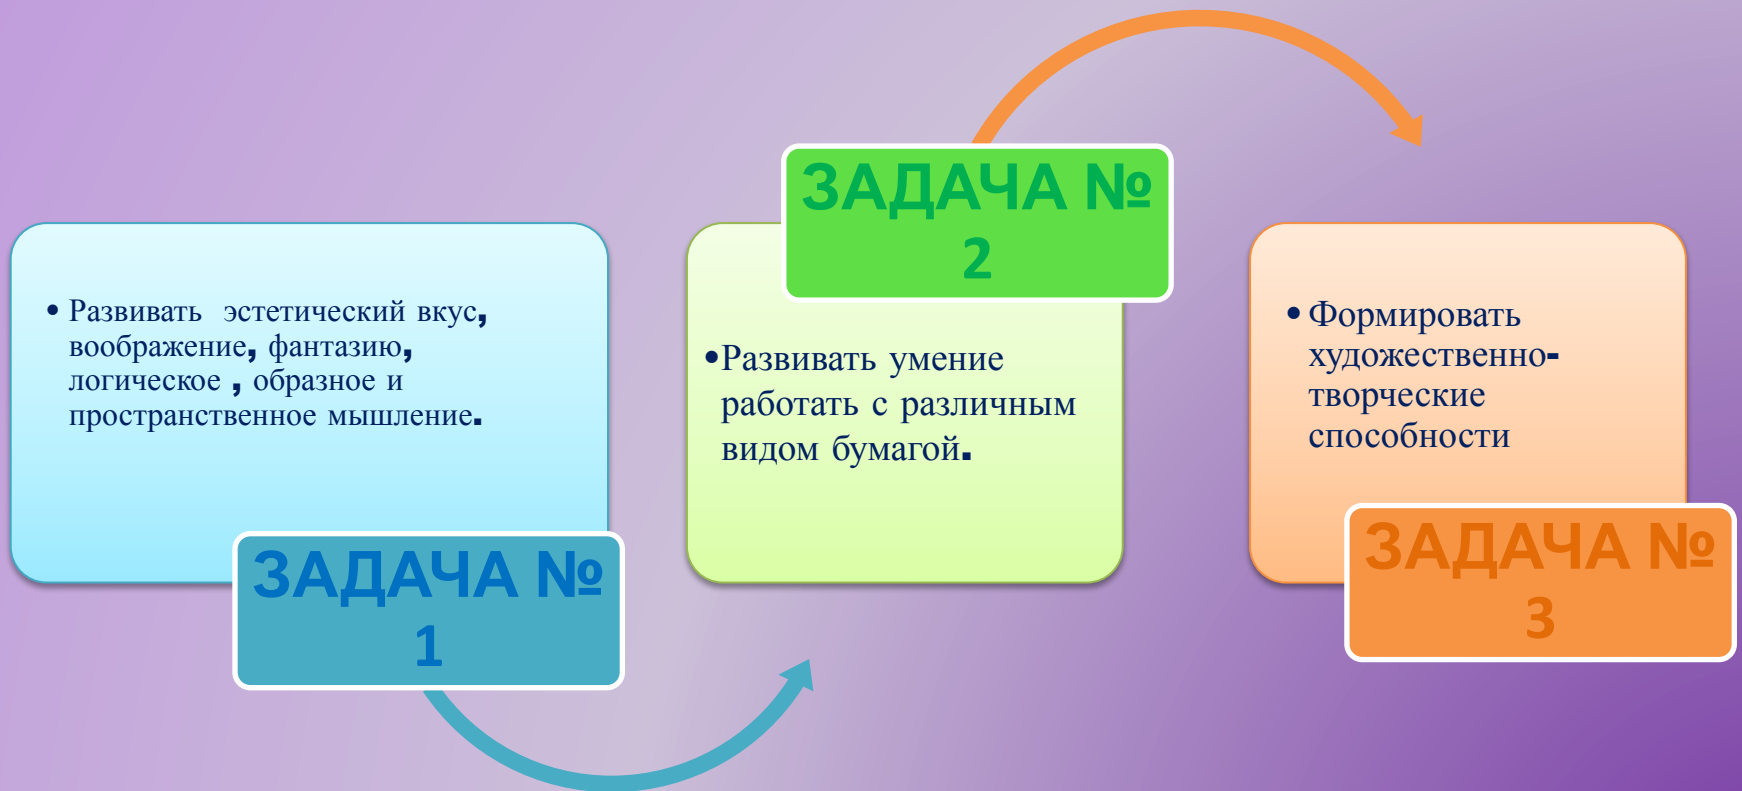 • Развивать эстетический вкус,
воображение, фантазию,
логическое , образное и
пространственное мышление.
ЗАДАЧА №
1
ЗАДАЧА №
2
•Развивать умение
работать с различным
видом бумагой.
• Формировать
художественно-
творческие
способности
ЗАДАЧА №
3